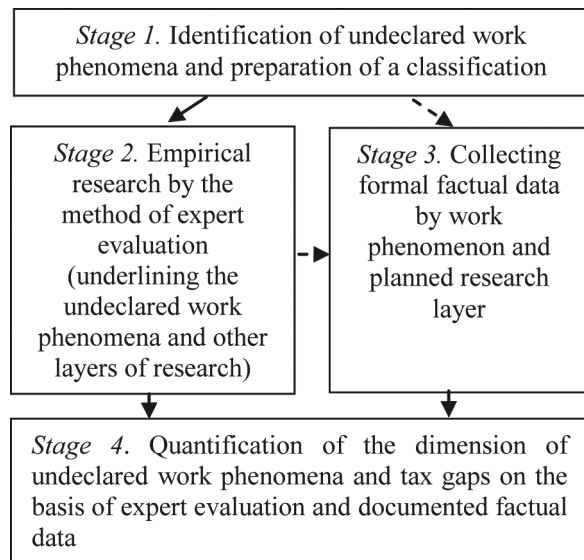 Stage 1. Identification of undeclared work
phenomena and preparation of a classification
Stage 2. Empirical
research by the
method of expert
evaluation
(underlining the
undeclared work
phenomena and other
layers of research)
Stage 3. Collecting
formal factual data
by work
phenomenon and
planned research
layer
Stage 4. Quantification of the dimension of
undeclared work phenomena and tax gaps on the
basis of expert evaluation and documented factual
data